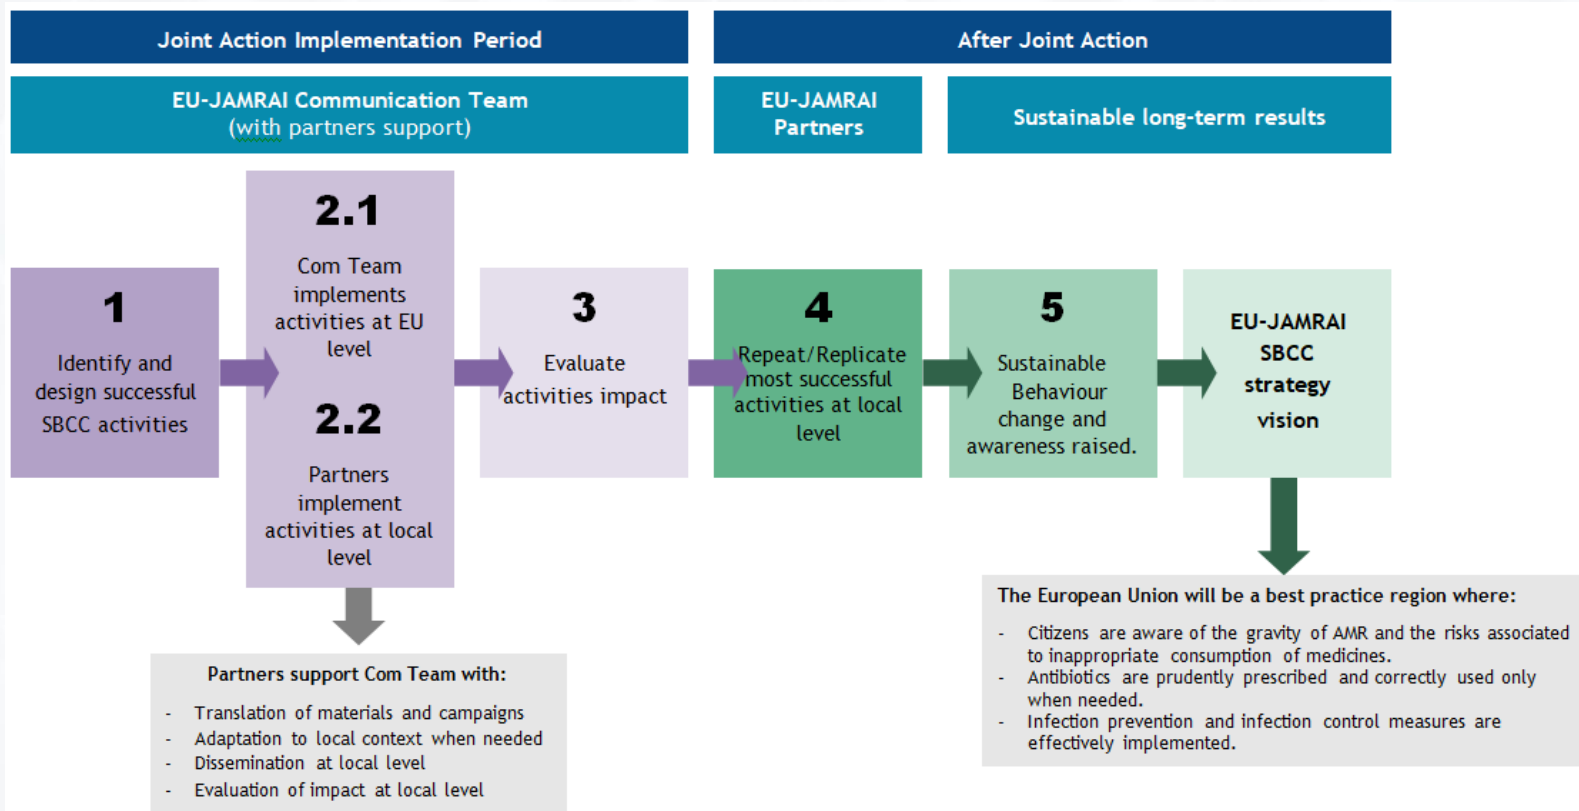 Joint Action Implementation Period
After Joint Action
EU-JAMRAI Communication Team
(with partners support)
EU-JAMRAI
Partners
Sustainable long-term results
1
Identify and
design successful
SBCC activities
2.1
Com Team
implements
activities at EU
level
2.2
Partners
implement
activities at local
level
3
Evaluate
activities impact
4
Repeat/Replicate
most successful
activities at local
level
5
Sustainable
Behaviour
change and
awareness raised.
EU-JAMRAI
SBCC
strategy
vision
Partners support Com Team with:
- Translation of materials and campaigns
- Adaptation to local context when needed
- Dissemination at local level
- Evaluation of impact at local level
The European Union will be a best practice region where:
- Citizens are aware of the gravity of AMR and the risks associated
to inappropriate consumption of medicines.
- Antibiotics are prudently prescribed and correctly used only
when needed.
- Infection prevention and infection control measures are
effectively implemented.